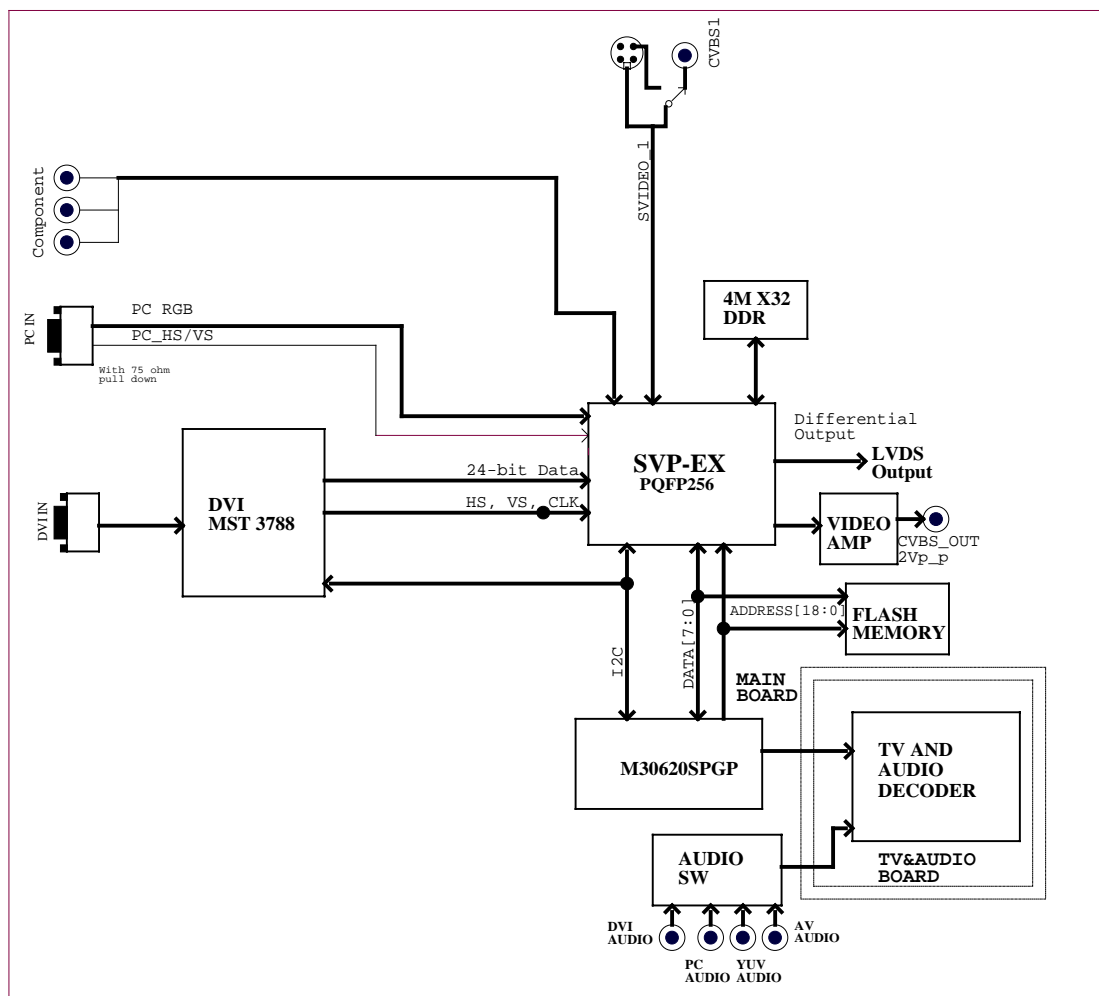 CVBS1
SVIDEO_1
Component
PC IN
PC RGB
PC_HS/VS
With 75 ohm
pull down
4M X32
DDR
Differential
Output
LVDS
Output
SVP-EX
PQFP256
24-bit Data
HS, VS, CLK
DVI IN
DVI
MST 3788
VIDEO
AMP
CVBS_OUT
2Vp_p
I2C
DATA[7:0]
ADDRESS[18:0]
FLASH
MEMORY
MAIN
BOARD
M30620SPGP
TV AND
AUDIO
DECODER
TV&AUDIO
BOARD
AUDIO
SW
DVI
AUDIO
PC
AUDIO
YUV
AUDIO
AV
AUDIO